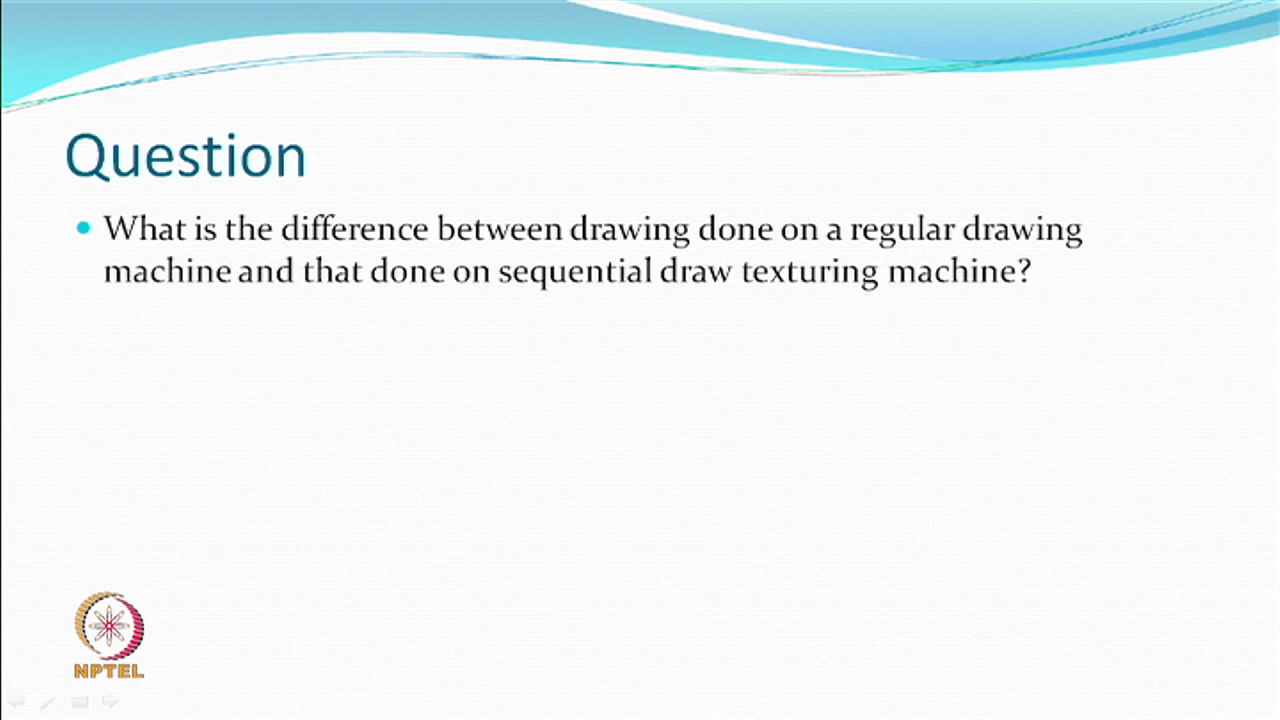 Question
What is the difference between drawing done on a regular drawing
machine and that done on sequential draw texturing machine?
NPTEL